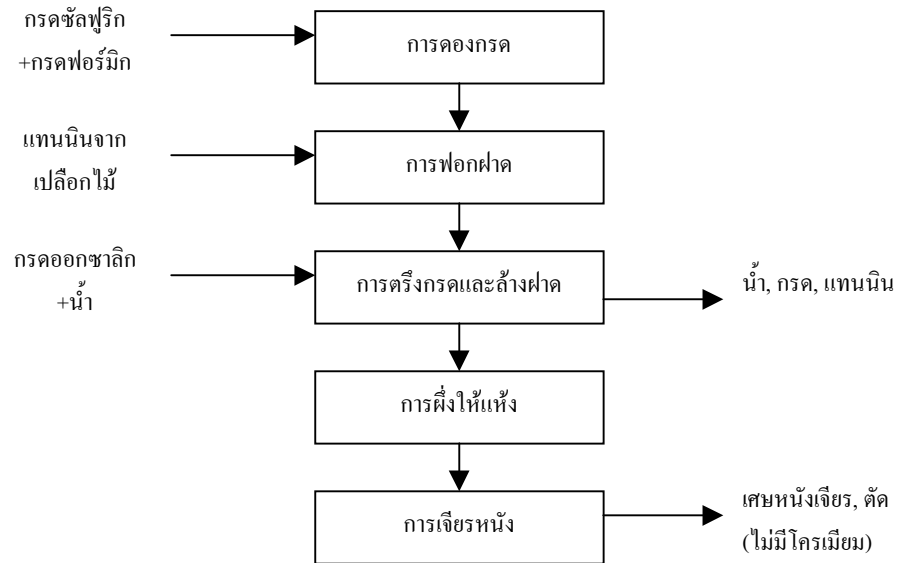 กรดซัลฟูริก
+กรดฟอร์มิก
การดองกรด
แทนนินจาก
เปลือกไม้
การฟอกฝาด
กรดออกซาลิก
+น้ำ
การตรึงกรดและล้างฝาด
น้ำ, กรด, แทนนิน
การผึ่งให้แห้ง
การเจียรหนัง
เศษหนังเจียร, ตัด
(ไม่มีโครเมียม)